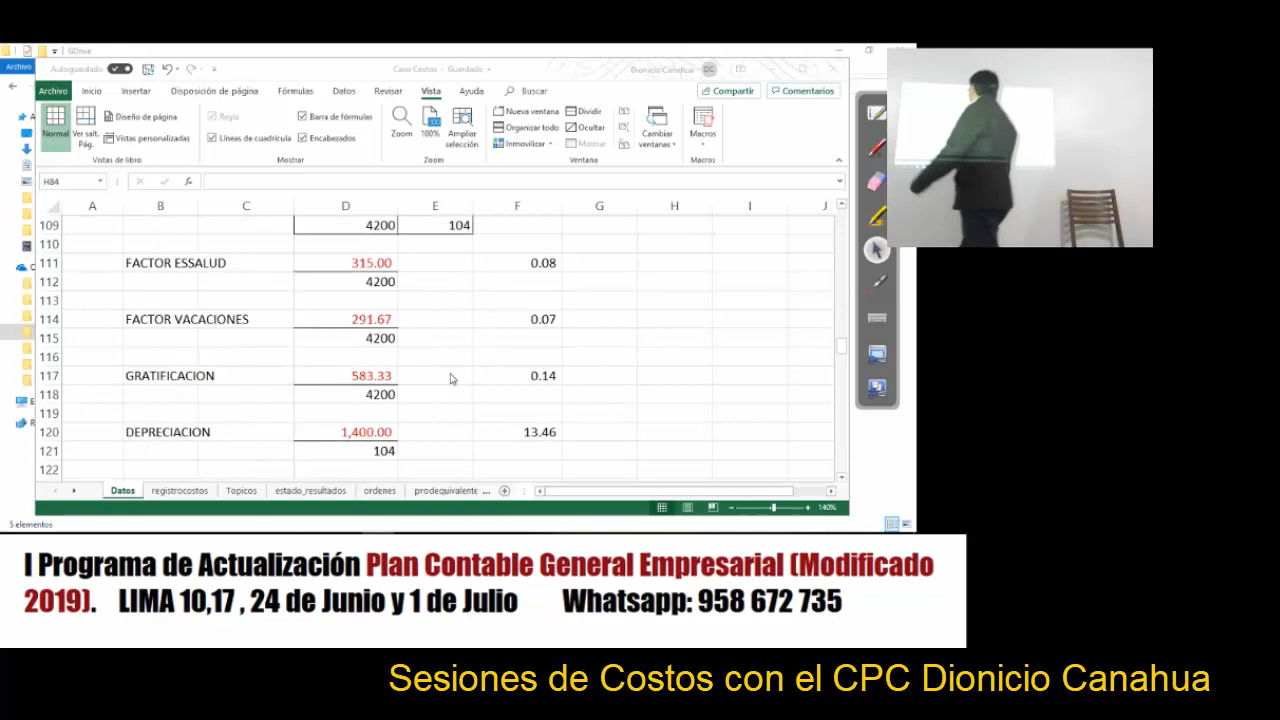 GDrive
Archivo
Autoguardado
Caso Costos - Guardado
Dionicio Canahua DC
Archivo Inicio Insertar Disposición de página Fórmulas Datos Revisar Vista Ayuda Buscar Compartir Comentarios
Normal
Ver salt. Pág.
Diseño de página
Vistas personalizadas
Vistas de libro
Regla
Barra de fórmulas
Líneas de cuadrícula
Encabezados
Mostrar
Zoom
100%
Ampliar selección
Zoom
Nueva ventana
Organizar todo
Inmovilizar
Dividir
Ocultar
Mostrar
Cambiar ventanas
Ventana
Macros
Macros
H84 fx
A B C D E F G H I J
109 4200 104
110
111 FACTOR ESSALUD 315.00 0.08
112 4200
113
114 FACTOR VACACIONES 291.67 0.07
115 4200
116
117 GRATIFICACION 583.33 0.14
118 4200
119
120 DEPRECIACION 1,400.00 13.46
121 104
122
Datos registrocostos Topicos estado_resultados ordenes prodequivalente ...
140%
5 elementos
I Programa de Actualización Plan Contable General Empresarial (Modificado
2019). LIMA 10,17 , 24 de Junio y 1 de Julio Whatsapp: 958 672 735
Sesiones de Costos con el CPC Dionicio Canahua